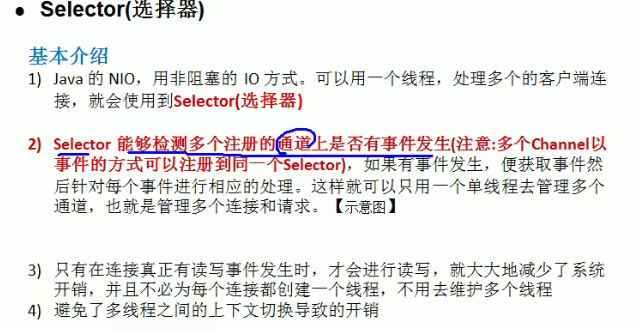 • Selector(选择器)
基本介绍
1) Java 的 NIO，用非阻塞的 IO 方式。可以用一个线程，处理多个的客户端连
接，就会使用到Selector(选择器)
2) Selector 能够检测多个注册的通道上是否有事件发生(注意:多个Channel以
事件的方式可以注册到同一个Selector)，如果有事件发生，便获取事件然
后针对每个事件进行相应的处理。这样就可以只用一个单线程去管理多个
通道，也就是管理多个连接和请求。【示意图】
3) 只有在连接真正有读写事件发生时，才会进行读写，就大大地减少了系统
开销，并且不必为每个连接都创建一个线程，不用去维护多个线程
4) 避免了多线程之间的上下文切换导致的开销